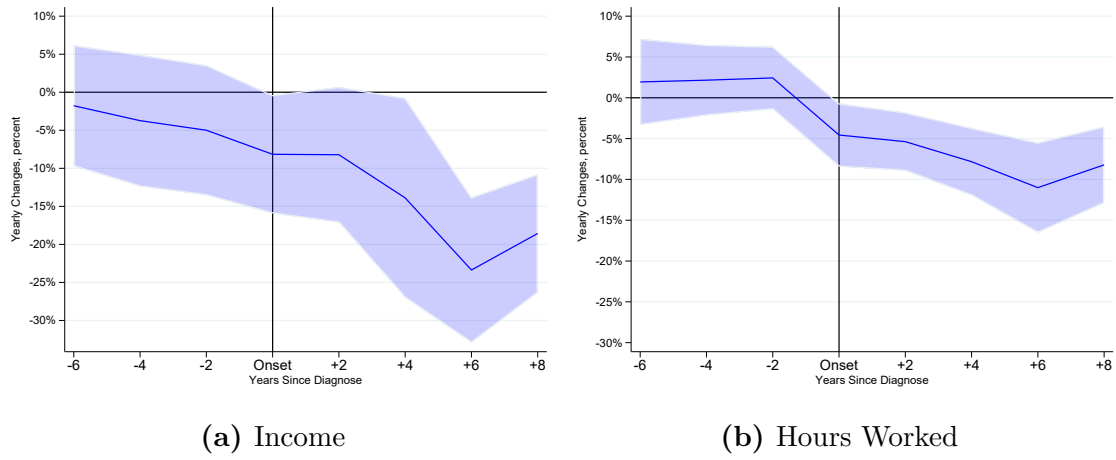 Yearly Changes, percent
10%
5%
0%
-5%
-10%
-15%
-20%
-25%
-30%
-6 -4 -2 Onset +2 +4 +6 +8
Years Since Diagnose
(a) Income
Yearly Changes, percent
10%
5%
0%
-5%
-10%
-15%
-20%
-25%
-30%
-6 -4 -2 Onset +2 +4 +6 +8
Years Since Diagnose
(b) Hours Worked